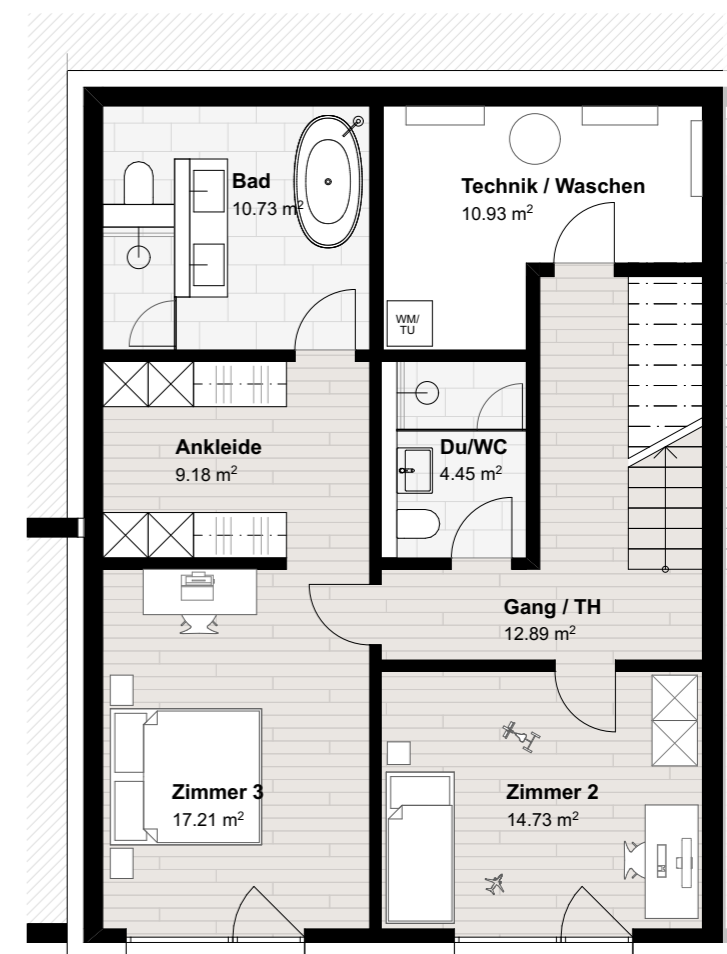 Bad
10.73 m²
Technik / Waschen
10.93 m²
WM/
TU
Ankleide
9.18 m²
Du/WC
4.45 m²
Gang / TH
12.89 m²
Zimmer 3
17.21 m²
Zimmer 2
14.73 m²